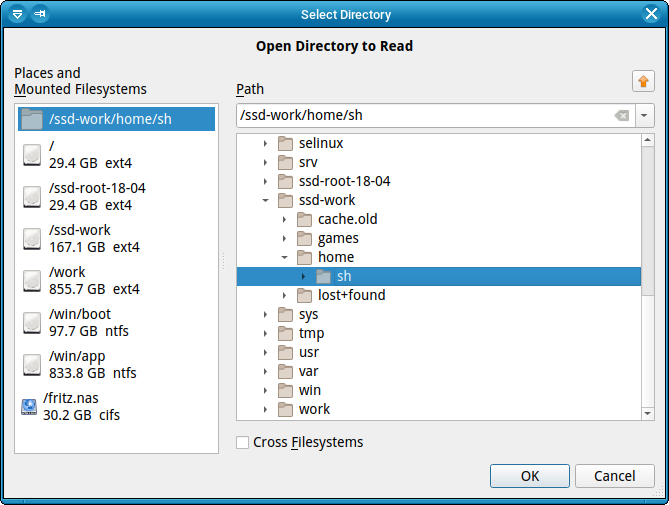 Select Directory
Open Directory to Read
Places and
Mounted Filesystems
/ssd-work/home/sh
/
29.4 GB ext4
/ssd-root-18-04
29.4 GB ext4
/ssd-work
167.1 GB ext4
/work
855.7 GB ext4
/win/boot
97.7 GB ntfs
/win/app
833.8 GB ntfs
/fritz.nas
30.2 GB cifs
Path
/ssd-work/home/sh
selinux
srv
ssd-root-18-04
ssd-work
cache.old
games
home
sh
lost+found
sys
tmp
usr
var
win
work
Cross Filesystems
OK Cancel